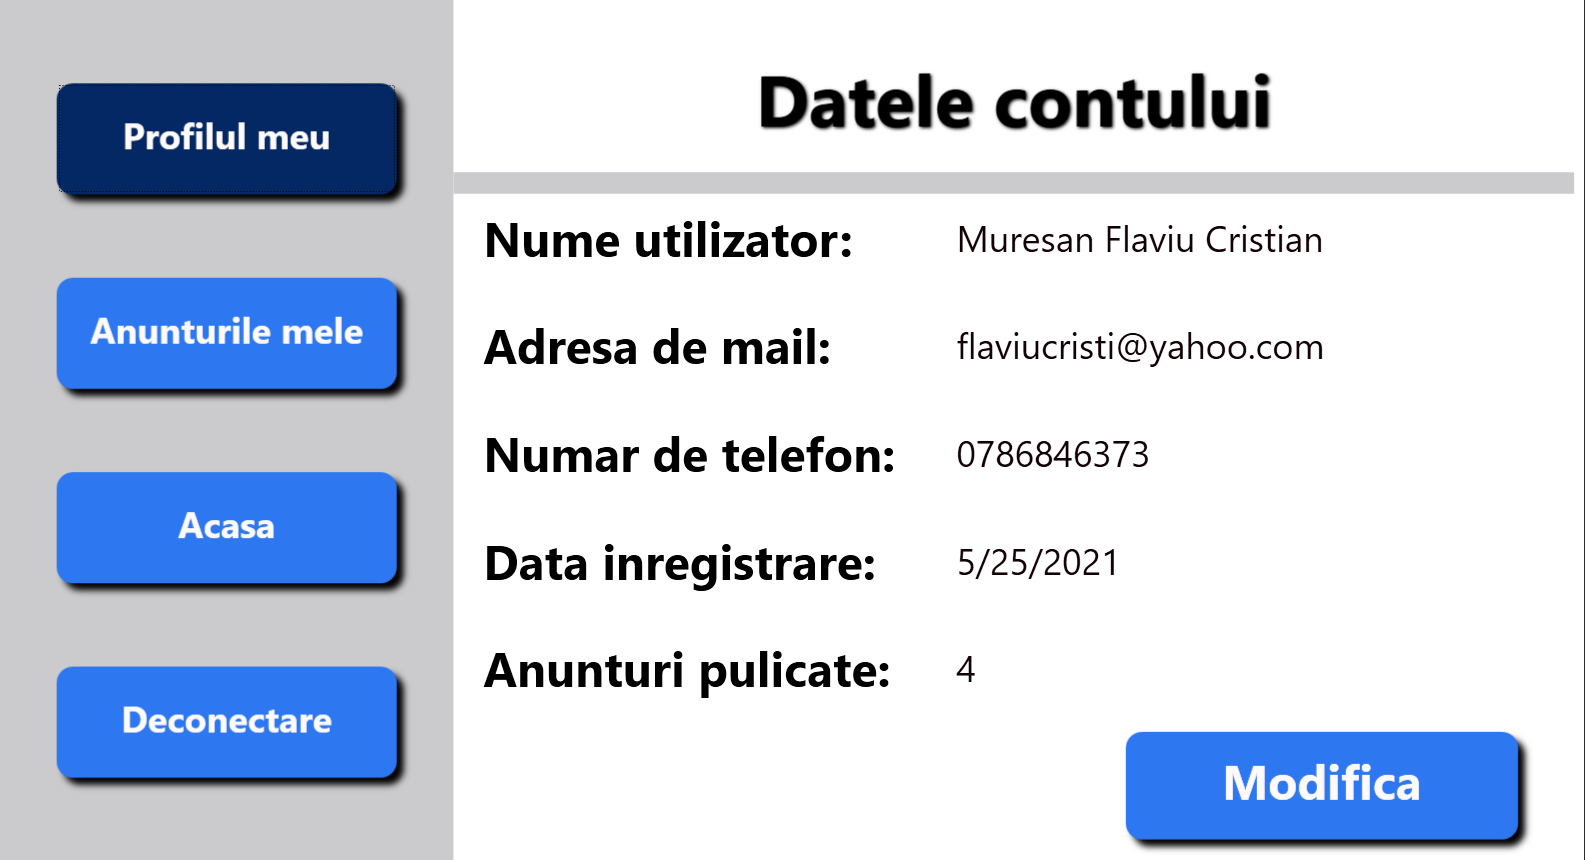 Profilul meu
Anunturile mele
Acasa
Deconectare
Datele contului
Nume utilizator: Muresan Flaviu Cristian
Adresa de mail: flaviucristi@yahoo.com
Numar de telefon: 0786846373
Data inregistrare: 5/25/2021
Anunturi pulicate: 4
Modifica